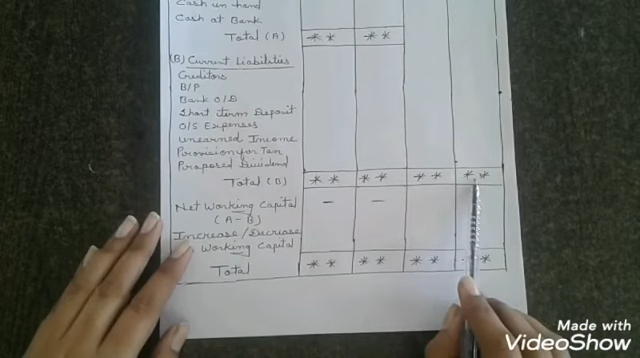 Cash in hand
Cash at Bank
Total (A) ** **
(B) Current Liabilities
Creditors
B/P
Bank O/D
Short term Deposit
O/S Expenses
Unearned Income
Provision for Tax
Proposed Dividend
Total (B) ** ** ** **
Net Working Capital - -
(A-B)
Increase/Decrease
Working Capital
Total ** ** ** **
Made with
VideoShow